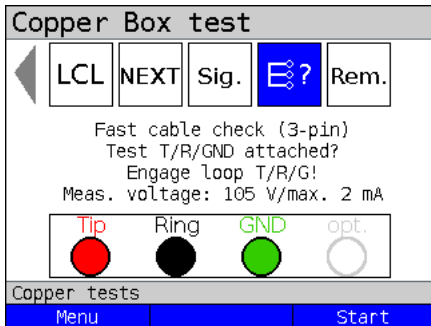 Copper Box test
LCL NEXT Sig. ? Rem.
Fast cable check (3-pin)
Test T/R/GND attached?
Engage loop T/R/G!
Meas. voltage: 105 V/max. 2 mA
Tip Ring GND opt.
Copper tests
Menu Start